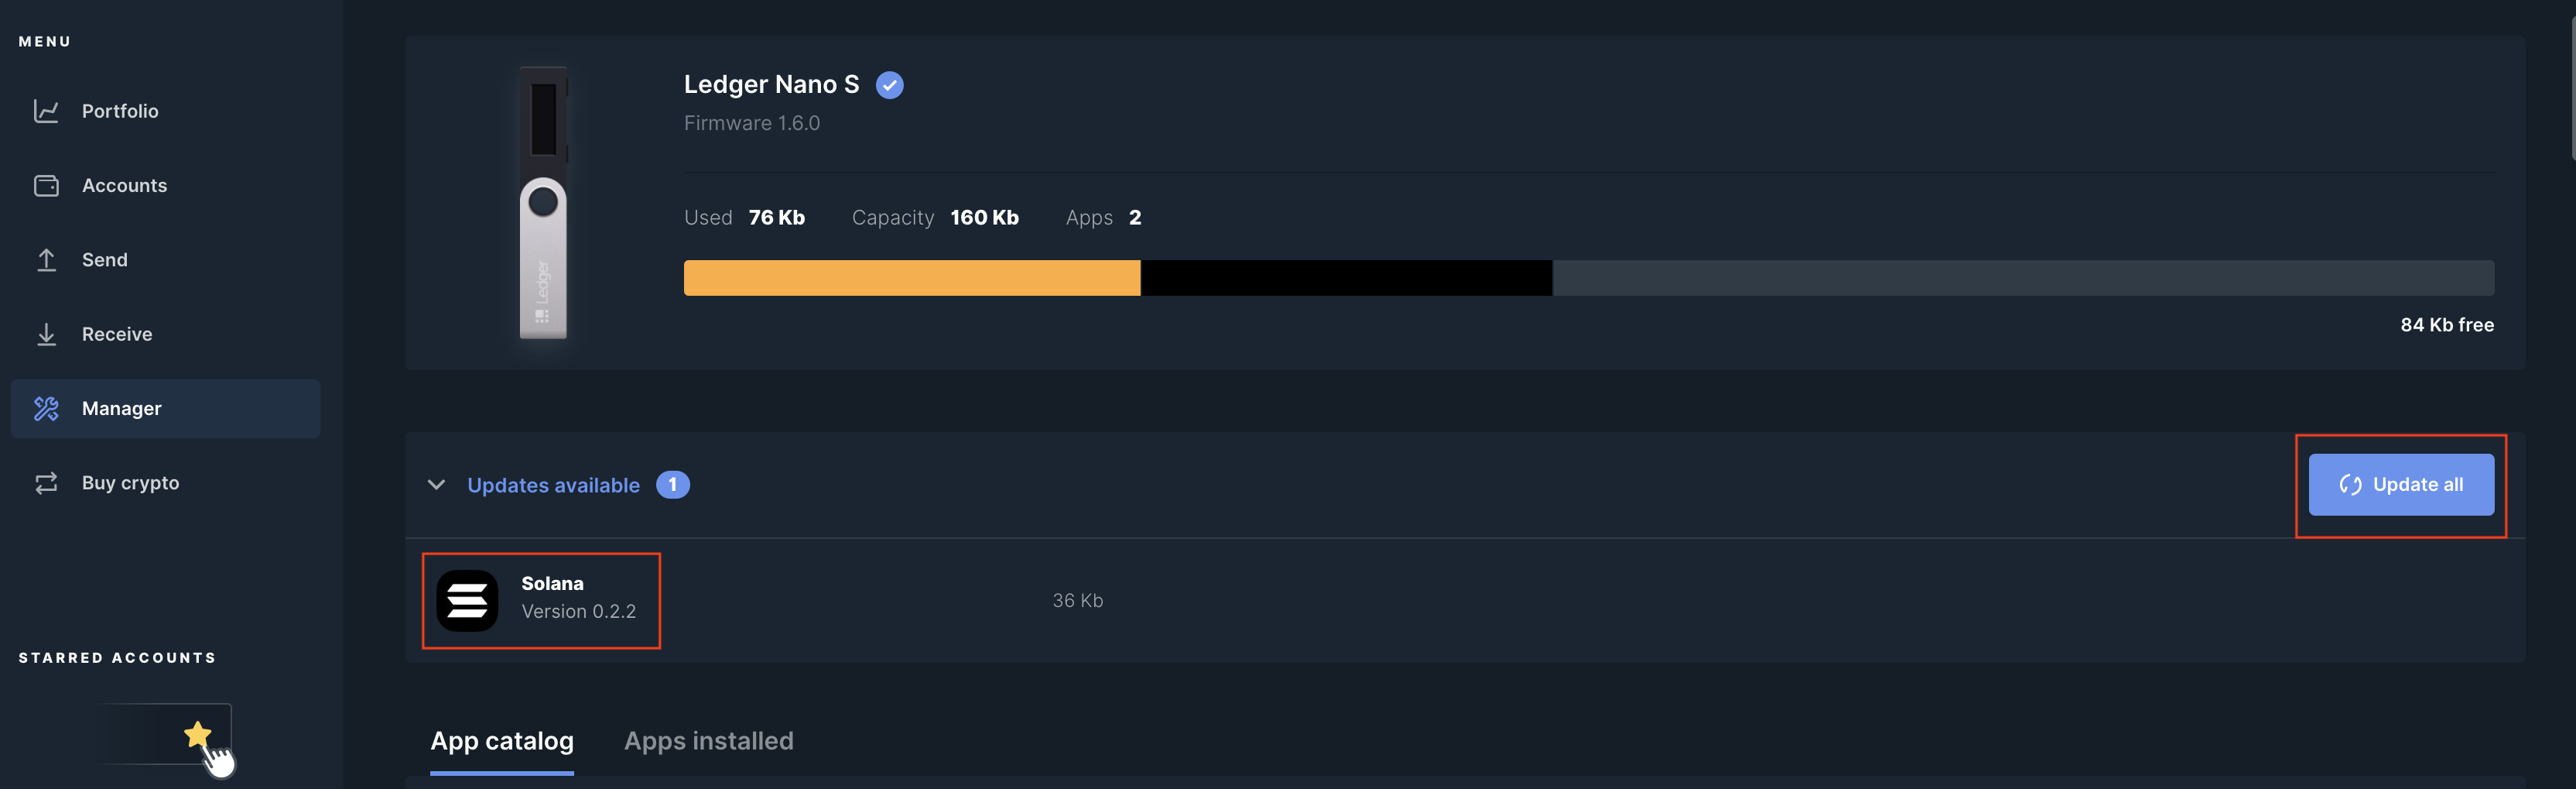 MENU
Portfolio
Accounts
Send
Receive
Manager
Buy crypto
STARRED ACCOUNTS
Ledger Nano S
Firmware 1.6.0
Used 76 Kb Capacity 160 Kb Apps 2
Ledger
84 Kb free
Updates available 1
Update all
Solana
Version 0.2.2
36 Kb
App catalog Apps installed